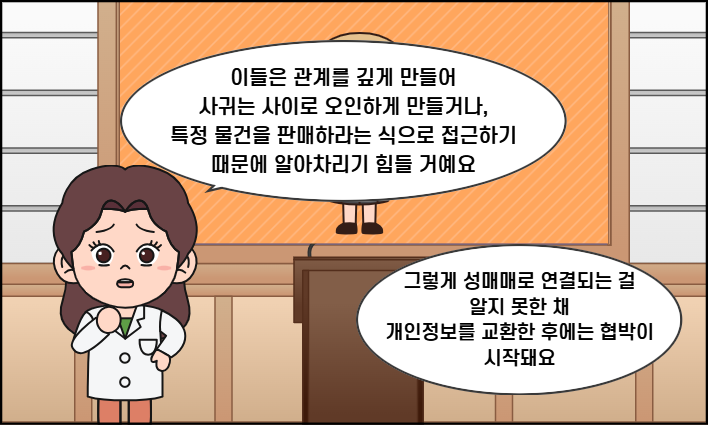 이들은 관계를 깊게 만들어
사귀는 사이로 오인하게 만들거나,
특정 물건을 판매하라는 식으로 접근하기
때문에 알아차리기 힘들 거예요
그렇게 성매매로 연결되는 걸
알지 못한 채
개인정보를 교환한 후에는 협박이
시작돼요